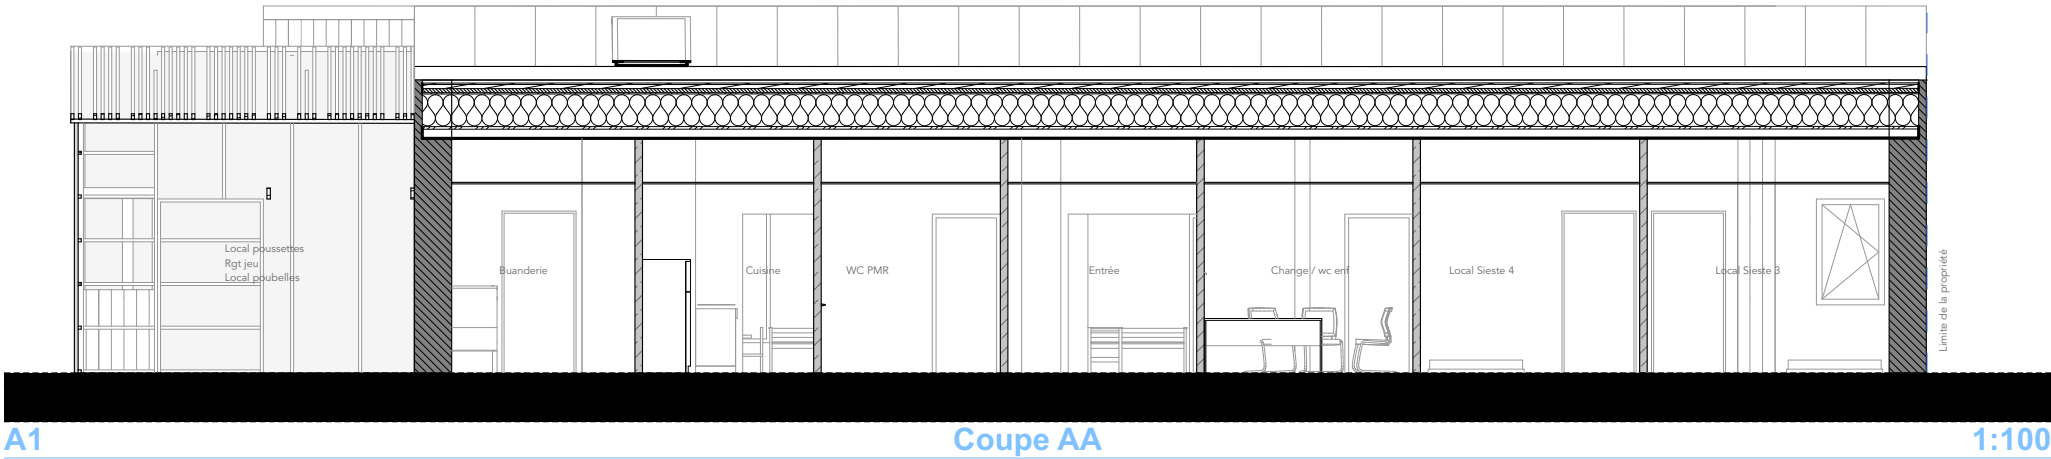 Local poussettes
Rgt jeu
Local poubelles
Buanderie
Cuisine
WC PMR
Entrée
Change / wc enf
Local Sieste 4
Local Sieste 3
Limite de la propriété
A1
Coupe AA
1:100